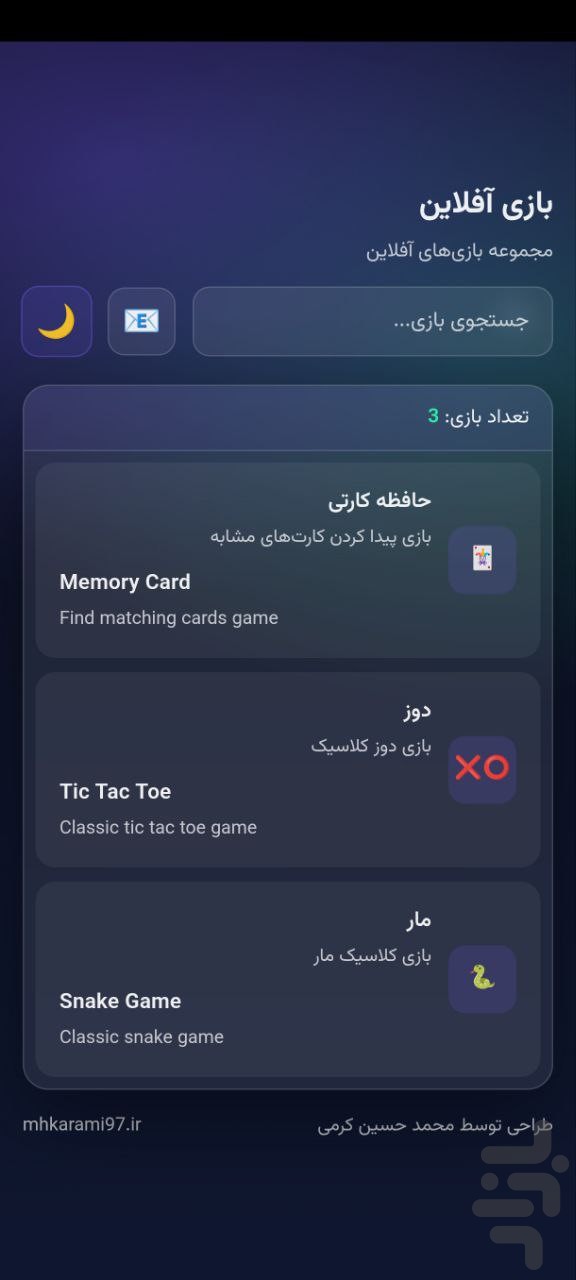 بازی آفلاین
مجموعه بازی‌های آفلاین
جستجوی بازی...
تعداد بازی: 3
حافظه کارتی
بازی پیدا کردن کارت‌های مشابه
Memory Card
Find matching cards game
دوز
بازی دوز کلاسیک
Tic Tac Toe
Classic tic tac toe game
مار
بازی کلاسیک مار
Snake Game
Classic snake game
طراحی توسط محمد حسین کرمی
mhkarami97.ir
بازار